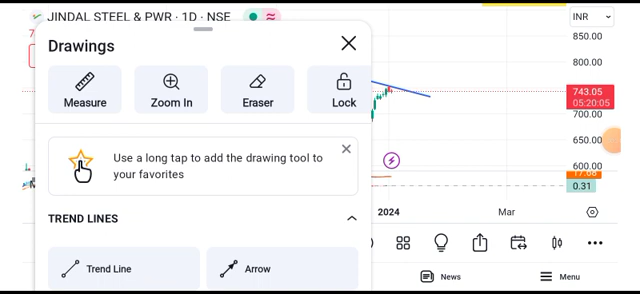 JINDAL STEEL & PWR · 1D · NSE
INR
Drawings
Measure
Zoom In
Eraser
Lock
Use a long tap to add the drawing tool to
your favorites
TREND LINES
Trend Line
Arrow
850.00
800.00
743.05
05:20:05
700.00
650.00
600.00
17.68
0.31
2024
Mar
News
Menu